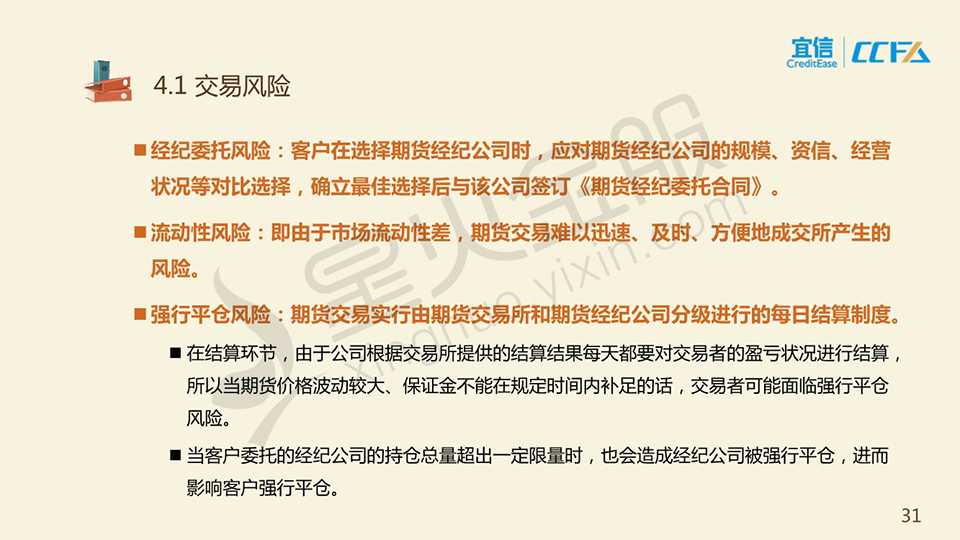 宜信
CreditEase
CCFA
4.1 交易风险
■经纪委托风险：客户在选择期货经纪公司时，应对期货经纪公司的规模、资信、经营
状况等对比选择，确立最佳选择后与该公司签订《期货经纪委托合同》。
■流动性风险：即由于市场流动性差，期货交易难以迅速、及时、方便地成交所产生的
风险。
■强行平仓风险：期货交易实行由期货交易所和期货经纪公司分级进行的每日结算制度。
■在结算环节，由于公司根据交易所提供的结算结果每天都要对交易者的盈亏状况进行结算，
所以当期货价格波动较大、保证金不能在规定时间内补足的话，交易者可能面临强行平仓
风险。
■当客户委托的经纪公司的持仓总量超出一定限量时，也会造成经纪公司被强行平仓，进而
影响客户强行平仓。
星火金服
xinghuo.yixin.com
31